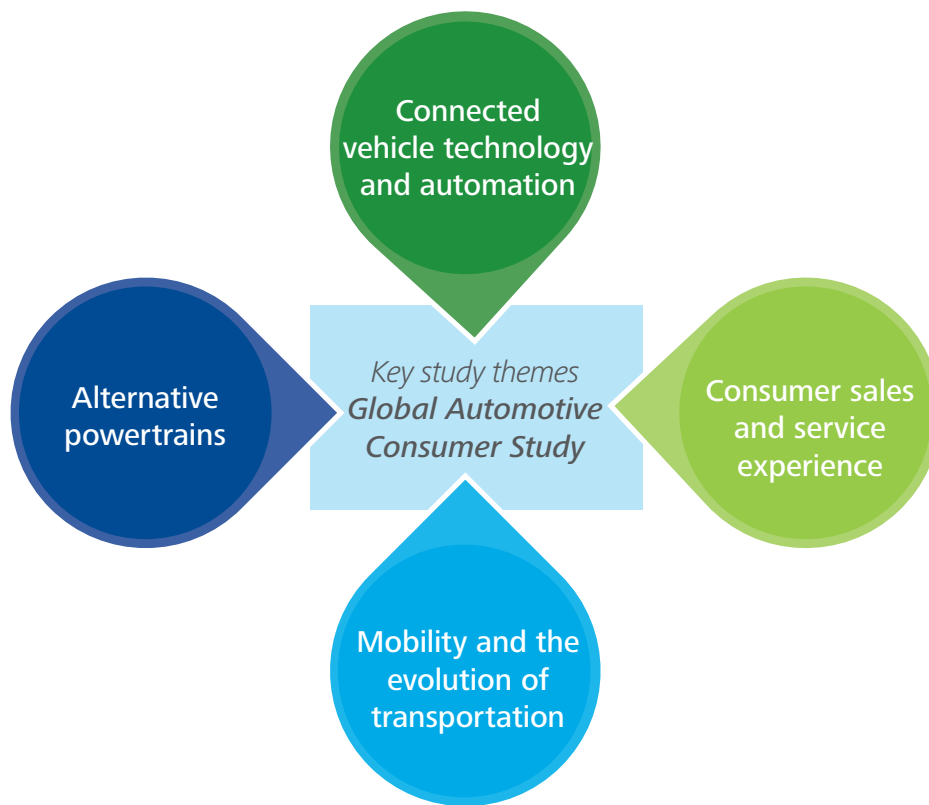 Connected
vehicle technology
and automation
Alternative
powertrains
Key study themes
Global Automotive
Consumer Study
Consumer sales
and service
experience
Mobility and the
evolution of
transportation